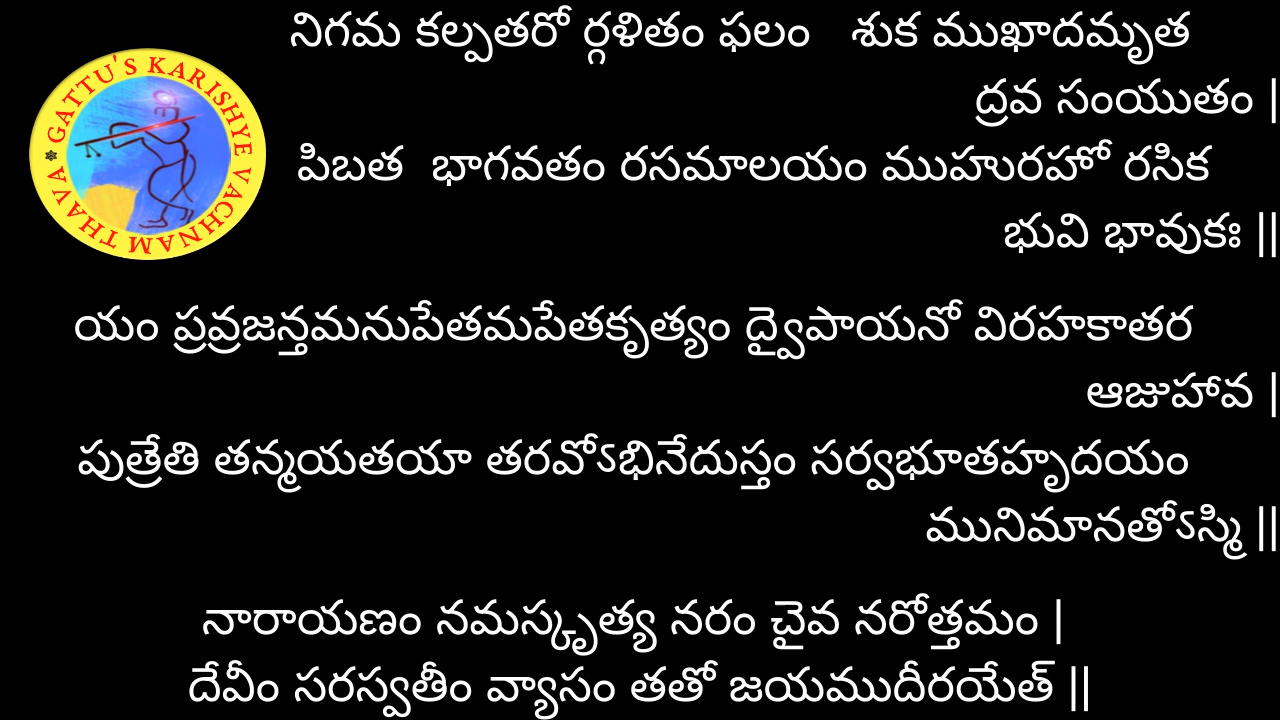 నిగమ కల్పతరో ర్గళితం ఫలం   శుక ముఖాదమృత
ద్రవ సంయుతం |
GATTU'S KARISHYE VACHNAM THAVA
పిబత  భాగవతం రసమాలయం ముహురహో రసిక
భువి భావుకః ||
యం ప్రవ్రజన్తమనుపేతమపేతకృత్యం ద్వైపాయనో విరహకాతర
ఆజుహావ |
పుత్రేతి తన్మయతయా తరవోఽభినేదుస్తం సర్వభూతహృదయం
మునిమానతోఽస్మి ||
నారాయణం నమస్కృత్య నరం చైవ నరోత్తమం |
దేవీం సరస్వతీం వ్యాసం తతో జయముదీరయేత్ ||